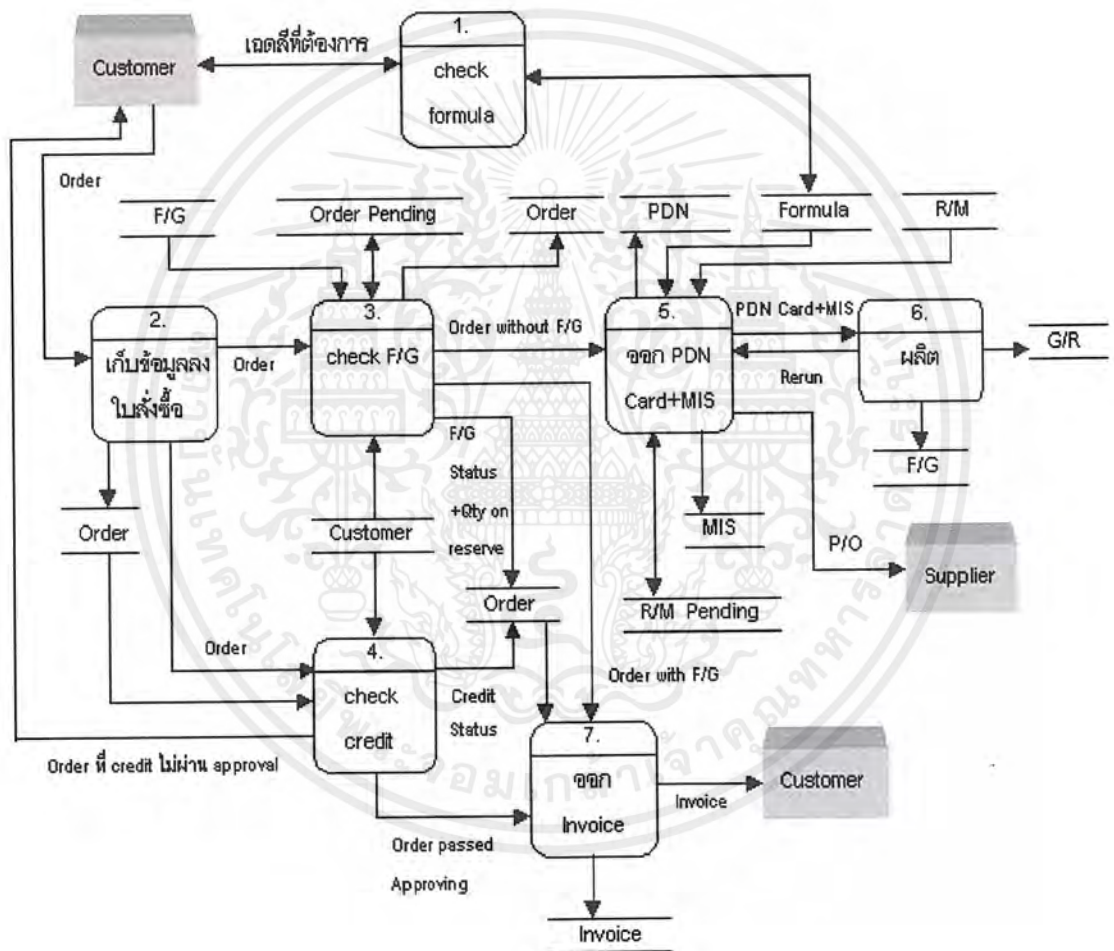 1.
เฉดสีที่ต้องการ
Customer
check
formula
Order
F/G
Order Pending
Order
PDN
Formula
R/M
2.
เก็บข้อมูลลง
ใบสั่งซื้อ
Order
3.
check F/G
Order without F/G
5.
ออก PDN
Card+MIS
PDN Card+MIS
Rerun
6.
ผลิต
G/R
F/G
F/G
Status
+Qty on
reserve
Order
Customer
Order
MIS
P/O
Supplier
R/M Pending
Order
4.
check
credit
Credit
Status
Order with F/G
Order ที่ credit ไม่ผ่าน approval
7.
ออก
Invoice
Invoice
Customer
Order passed
Approving
Invoice